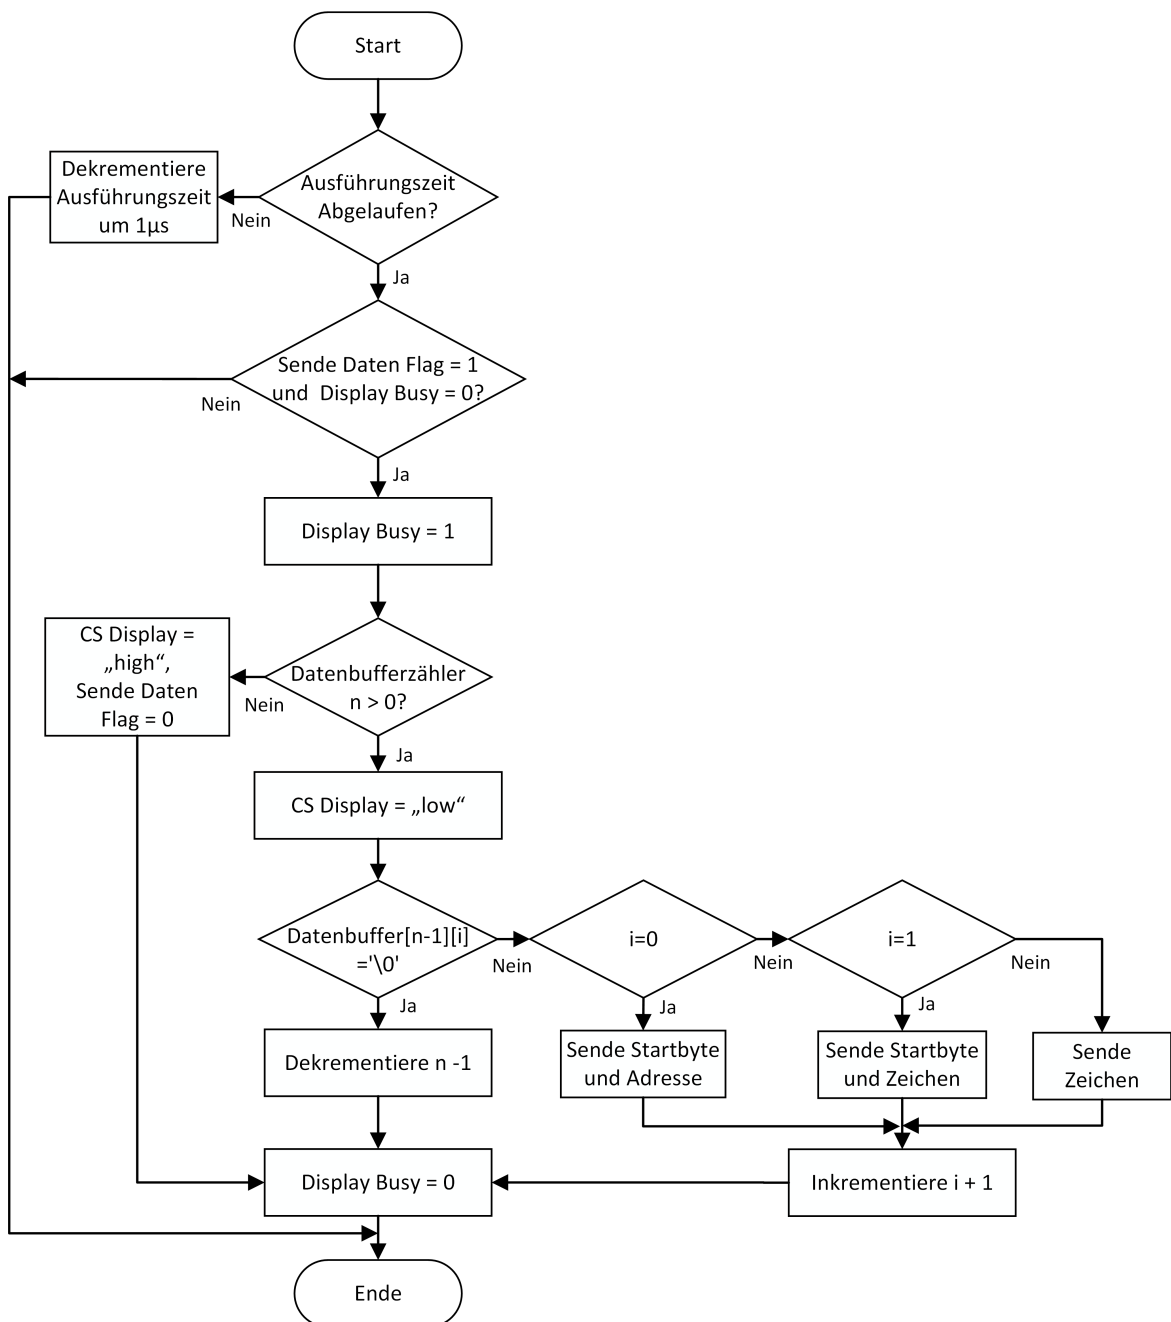 Start
Ausführungszeit
Abgelaufen?
Dekrementiere
Ausführungszeit
um 1µs
Nein
Ja
Sende Daten Flag = 1
und Display Busy = 0?
Nein
Ja
Display Busy = 1
Datenbufferzähler
n > 0?
CS Display =
„high“,
Sende Daten
Flag = 0
Nein
Ja
CS Display = „low“
Datenbuffer[n-1][i]
='\0'
Nein
i=0
Nein
i=1
Nein
Ja
Ja
Ja
Dekrementiere n -1
Sende Startbyte
und Adresse
Sende Startbyte
und Zeichen
Sende
Zeichen
Display Busy = 0
Inkrementiere i + 1
Ende